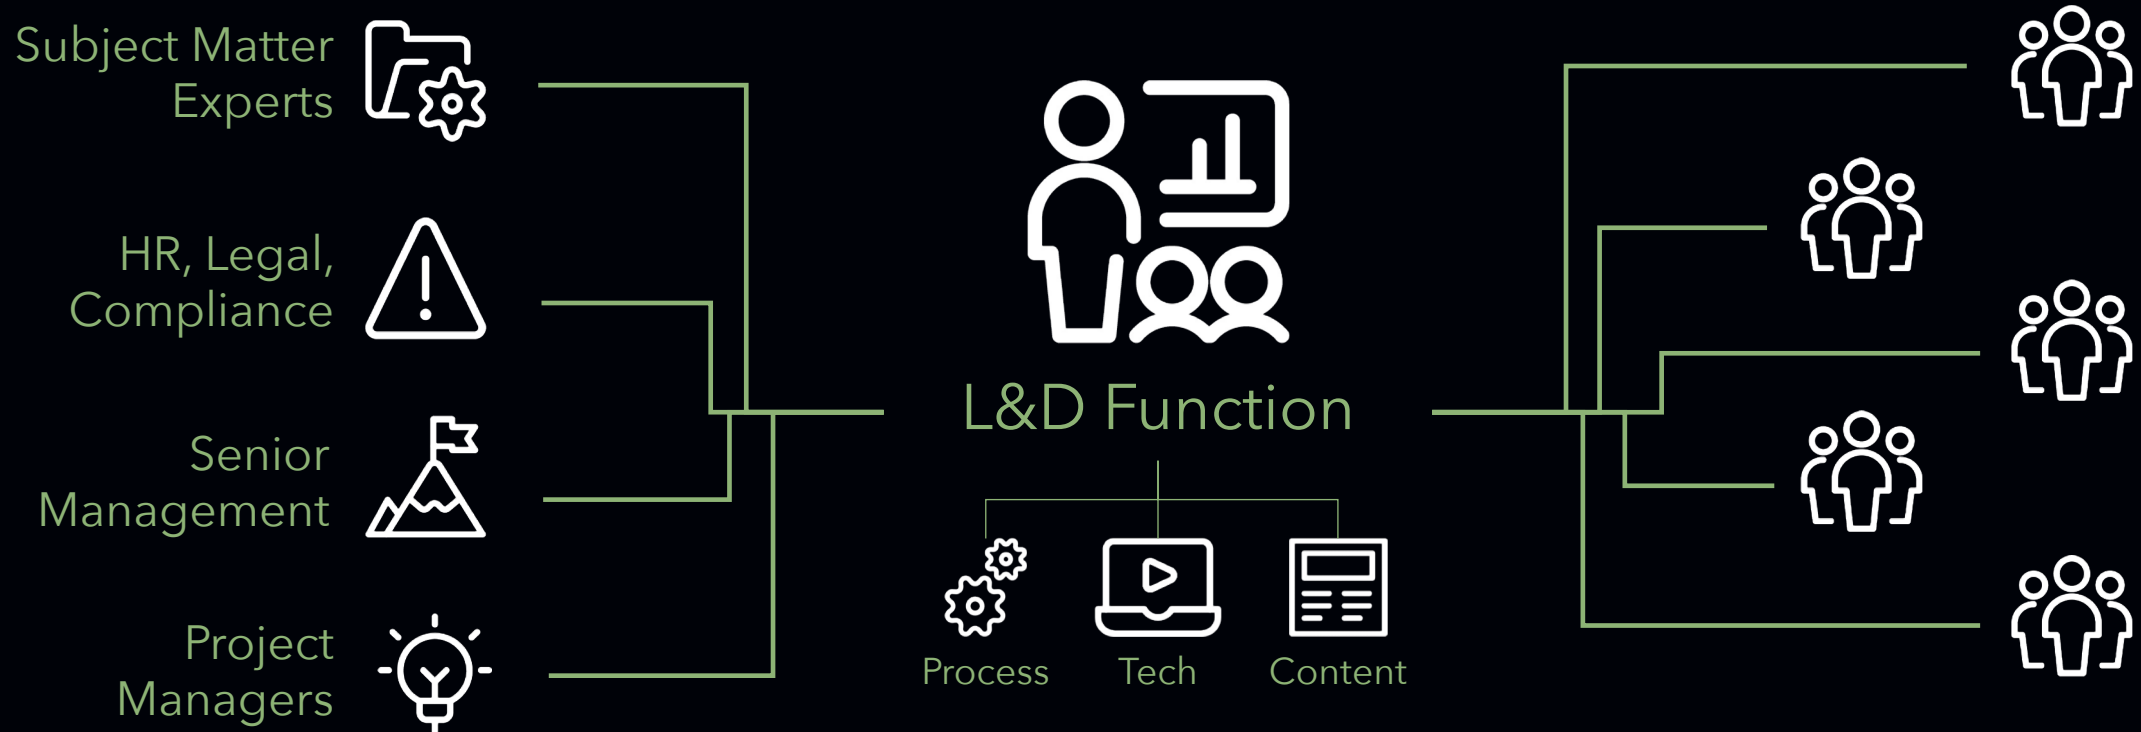 Subject Matter
Experts
HR, Legal,
Compliance
Senior
Management
Project
Managers
L&D Function
Process
Tech
Content